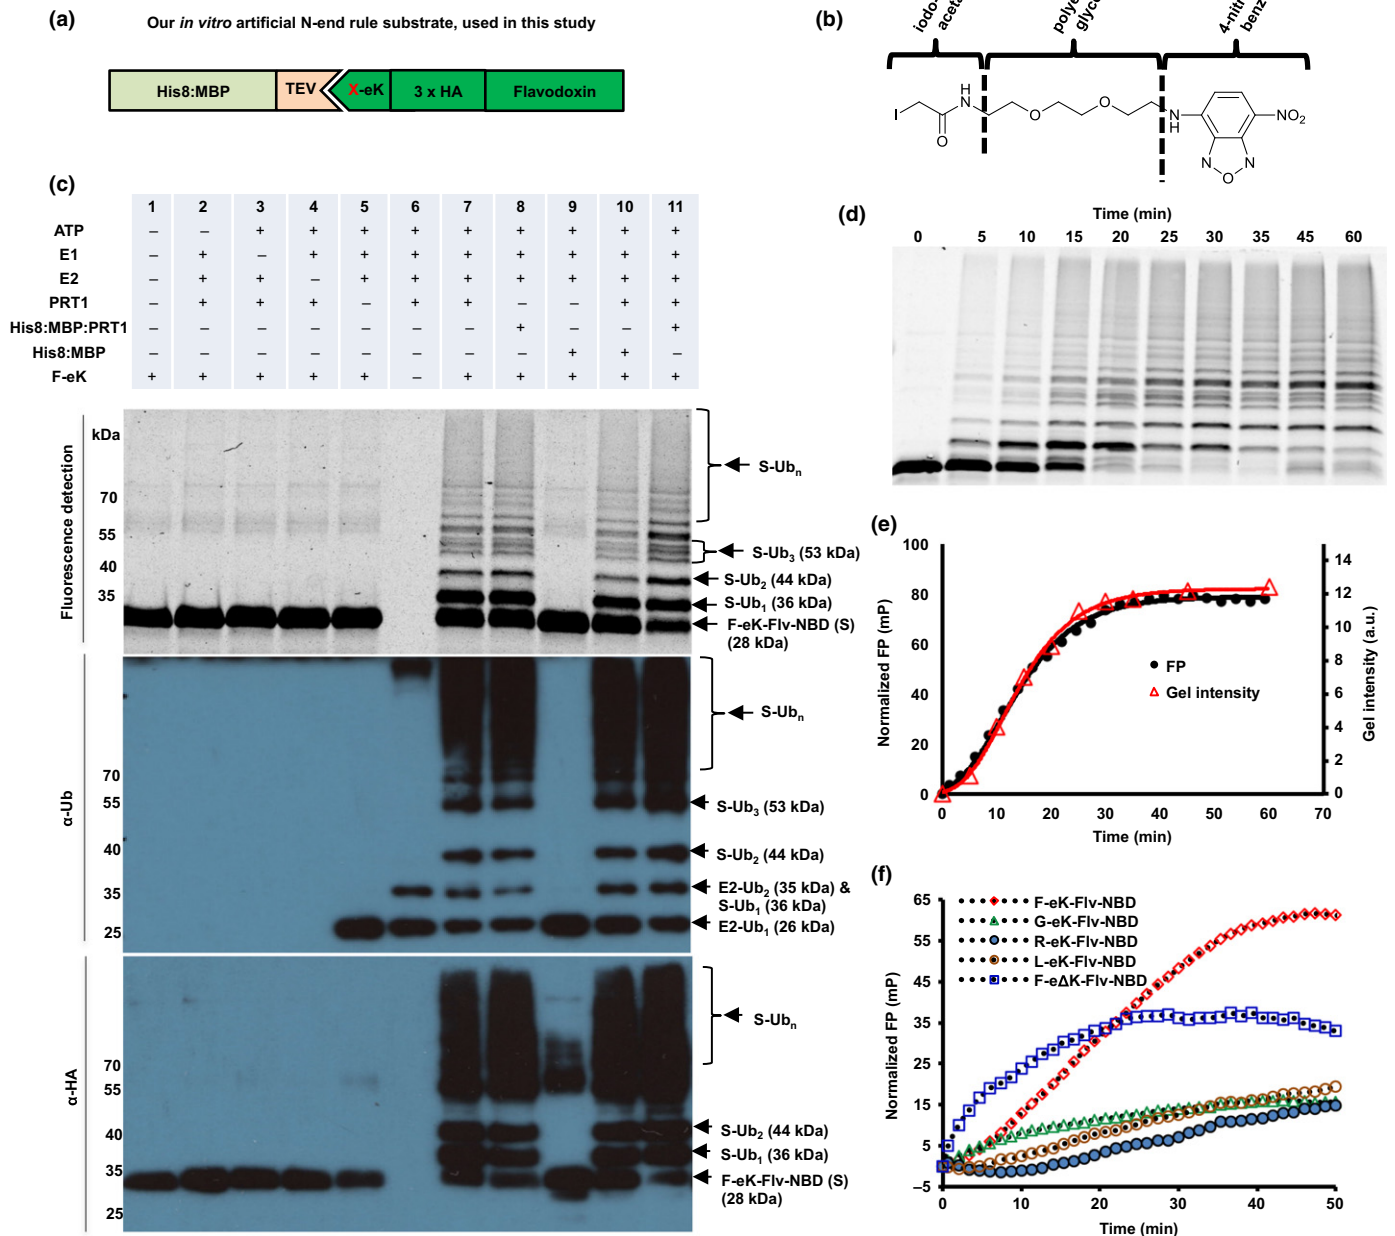 (a)
Our in vitro artificial N-end rule substrate, used in this study
His8:MBP TEV X-eK 3 x HA Flavodoxin
(b)
I O N H O O N H N O N NO2
(c)
1 2 3 4 5 6 7 8 9 10 11
ATP – – + + + + + + + + +
E1 – + – + + + + + + + +
E2 – + + – + + + + + + +
PRT1 – + + + – + + – – + +
His8:MBP:PRT1 – – – – – – – + – – +
His8:MBP – – – – – – – – + + –
F-eK + + + + + – + + + + +
Fluorescence detection
kDa
70
55
40
35
S-Ubn
S-Ub3 (53 kDa)
S-Ub2 (44 kDa)
S-Ub1 (36 kDa)
F-eK-Flv-NBD (S)
(28 kDa)
α-Ub
70
55
40
35
25
S-Ubn
S-Ub3 (53 kDa)
S-Ub2 (44 kDa)
E2-Ub2 (35 kDa) &
S-Ub1 (36 kDa)
E2-Ub1 (26 kDa)
α-HA
70
55
40
35
25
S-Ubn
S-Ub2 (44 kDa)
S-Ub1 (36 kDa)
F-eK-Flv-NBD (S)
(28 kDa)
(d)
Time (min)
0 5 10 15 20 25 30 35 45 60
(e)
Normalized FP (mP)
100
80
60
40
20
0
FP
Gel intensity
Gel intensity (a.u.)
14
12
10
8
6
4
2
0
0 10 20 30 40 50 60 70
Time (min)
(f)
Normalized FP (mP)
65
55
45
35
25
15
5
–5
F-eK-Flv-NBD
G-eK-Flv-NBD
R-eK-Flv-NBD
L-eK-Flv-NBD
F-eΔK-Flv-NBD
0 10 20 30 40 50
Time (min)